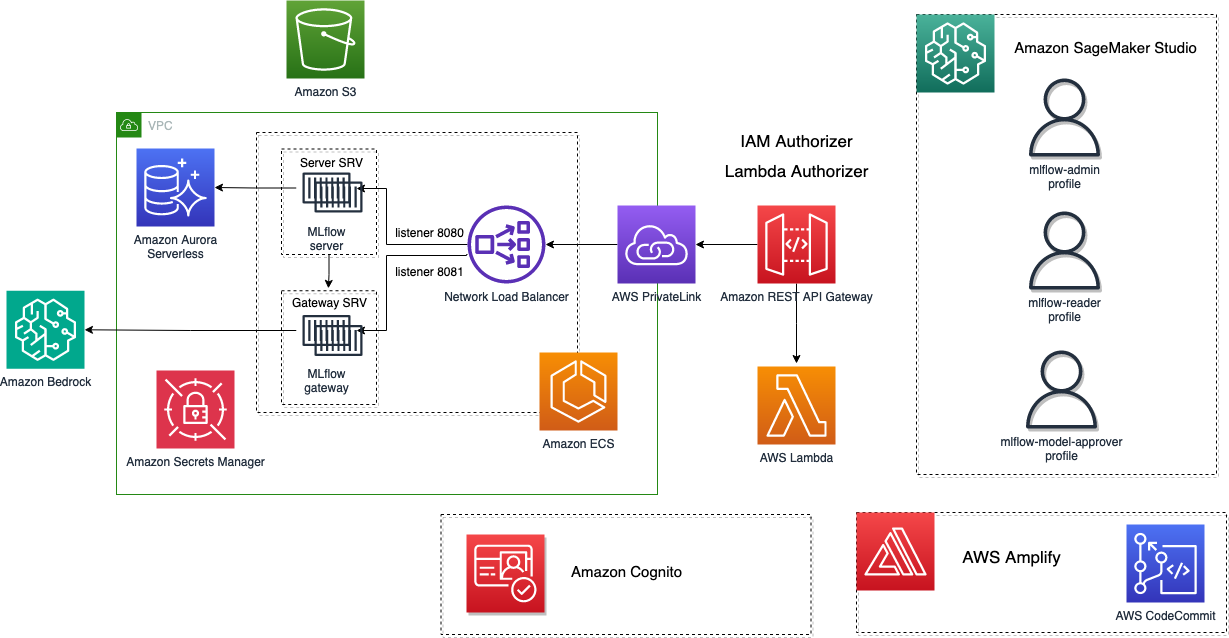 Amazon S3
VPC
Amazon Aurora
Serverless
Server SRV
MLflow
server
listener 8080
listener 8081
Network Load Balancer
Gateway SRV
MLflow
gateway
Amazon Bedrock
Amazon Secrets Manager
Amazon ECS
AWS PrivateLink
IAM Authorizer
Lambda Authorizer
Amazon REST API Gateway
AWS Lambda
Amazon SageMaker Studio
mlflow-admin
profile
mlflow-reader
profile
mlflow-model-approver
profile
Amazon Cognito
AWS Amplify
AWS CodeCommit